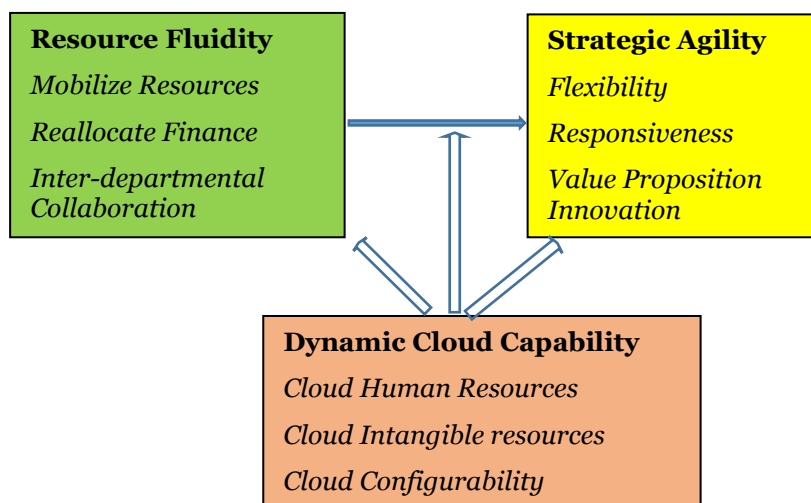 Resource Fluidity
Mobilize Resources
Reallocate Finance
Inter-departmental
Collaboration
Strategic Agility
Flexibility
Responsiveness
Value Proposition
Innovation
Dynamic Cloud Capability
Cloud Human Resources
Cloud Intangible resources
Cloud Configurability